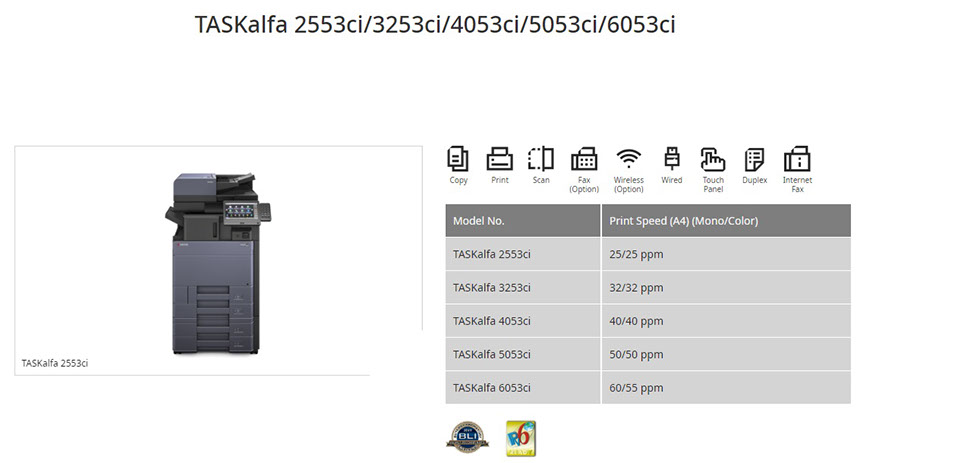 TASKalfa 2553ci/3253ci/4053ci/5053ci/6053ci
Copy
Print
Scan
Fax
(Option)
Wireless
(Option)
Wired
Touch
Panel
Duplex
Internet
Fax
Model No. Print Speed (A4) (Mono/Color)
TASKalfa 2553ci 25/25 ppm
TASKalfa 3253ci 32/32 ppm
TASKalfa 4053ci 40/40 ppm
TASKalfa 5053ci 50/50 ppm
TASKalfa 6053ci 60/55 ppm
TASKalfa 2553ci
BLI